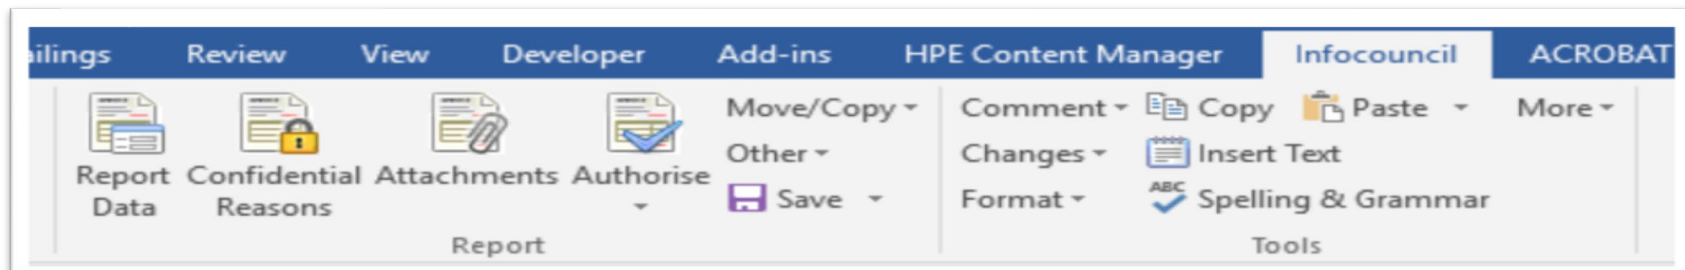 ailings Review View Developer Add-ins HPE Content Manager Infocouncil ACROBAT
Report Data
Confidential Reasons
Attachments
Authorise
Move/Copy
Other
Save
Report
Comment
Changes
Format
Copy
Paste
Insert Text
ABC
Spelling & Grammar
More
Tools